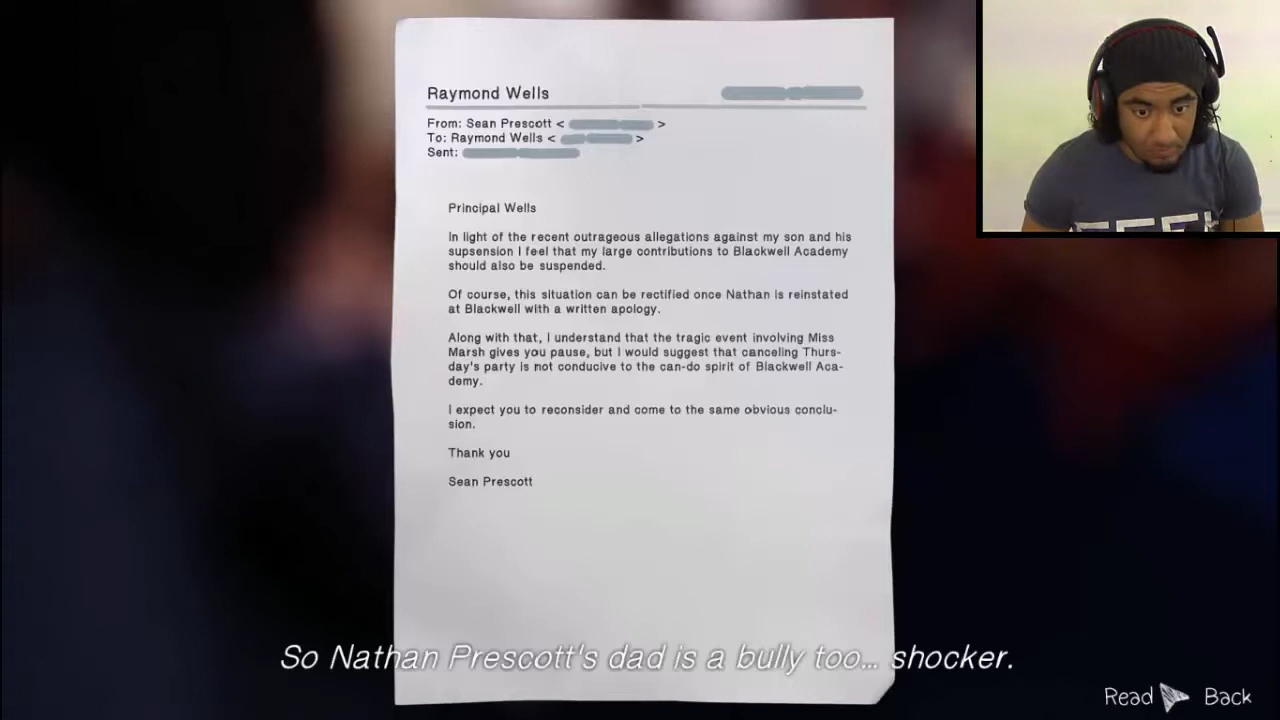 Raymond Wells
From: Sean Prescott < >
To: Raymond Wells < >
Sent:
Principal Wells
In light of the recent outrageous allegations against my son and his
supsension I feel that my large contributions to Blackwell Academy
should also be suspended.
Of course, this situation can be rectified once Nathan is reinstated
at Blackwell with a written apology.
Along with that, I understand that the tragic event involving Miss
Marsh gives you pause, but I would suggest that canceling Thurs-
day's party is not conducive to the can-do spirit of Blackwell Aca-
demy.
I expect you to reconsider and come to the same obvious conclu-
sion.
Thank you
Sean Prescott
So Nathan Prescott's dad is a bully too... shocker.
Read Back